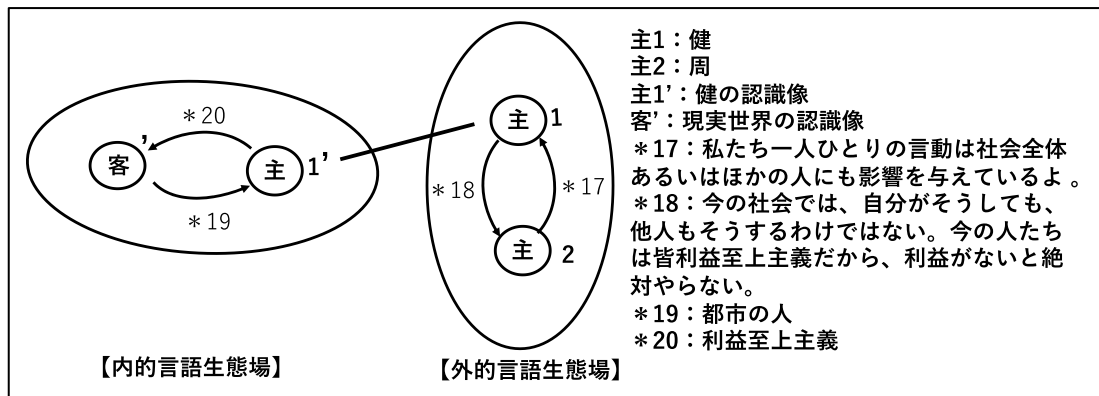 ＊20
客’
主1’
＊19
【内的言語生態場】
主1
＊18
＊17
主2
【外的言語生態場】
主1：健
主2：周
主1’：健の認識像
客’：現実世界の認識像
＊17：私たち一人ひとりの言動は社会全体
あるいはほかの人にも影響を与えているよ 。
＊18：今の社会では、自分がそうしても、
他人もそうするわけではない。今の人たち
は皆利益至上主義だから、利益がないと絶
対やらない。
＊19：都市の人
＊20：利益至上主義